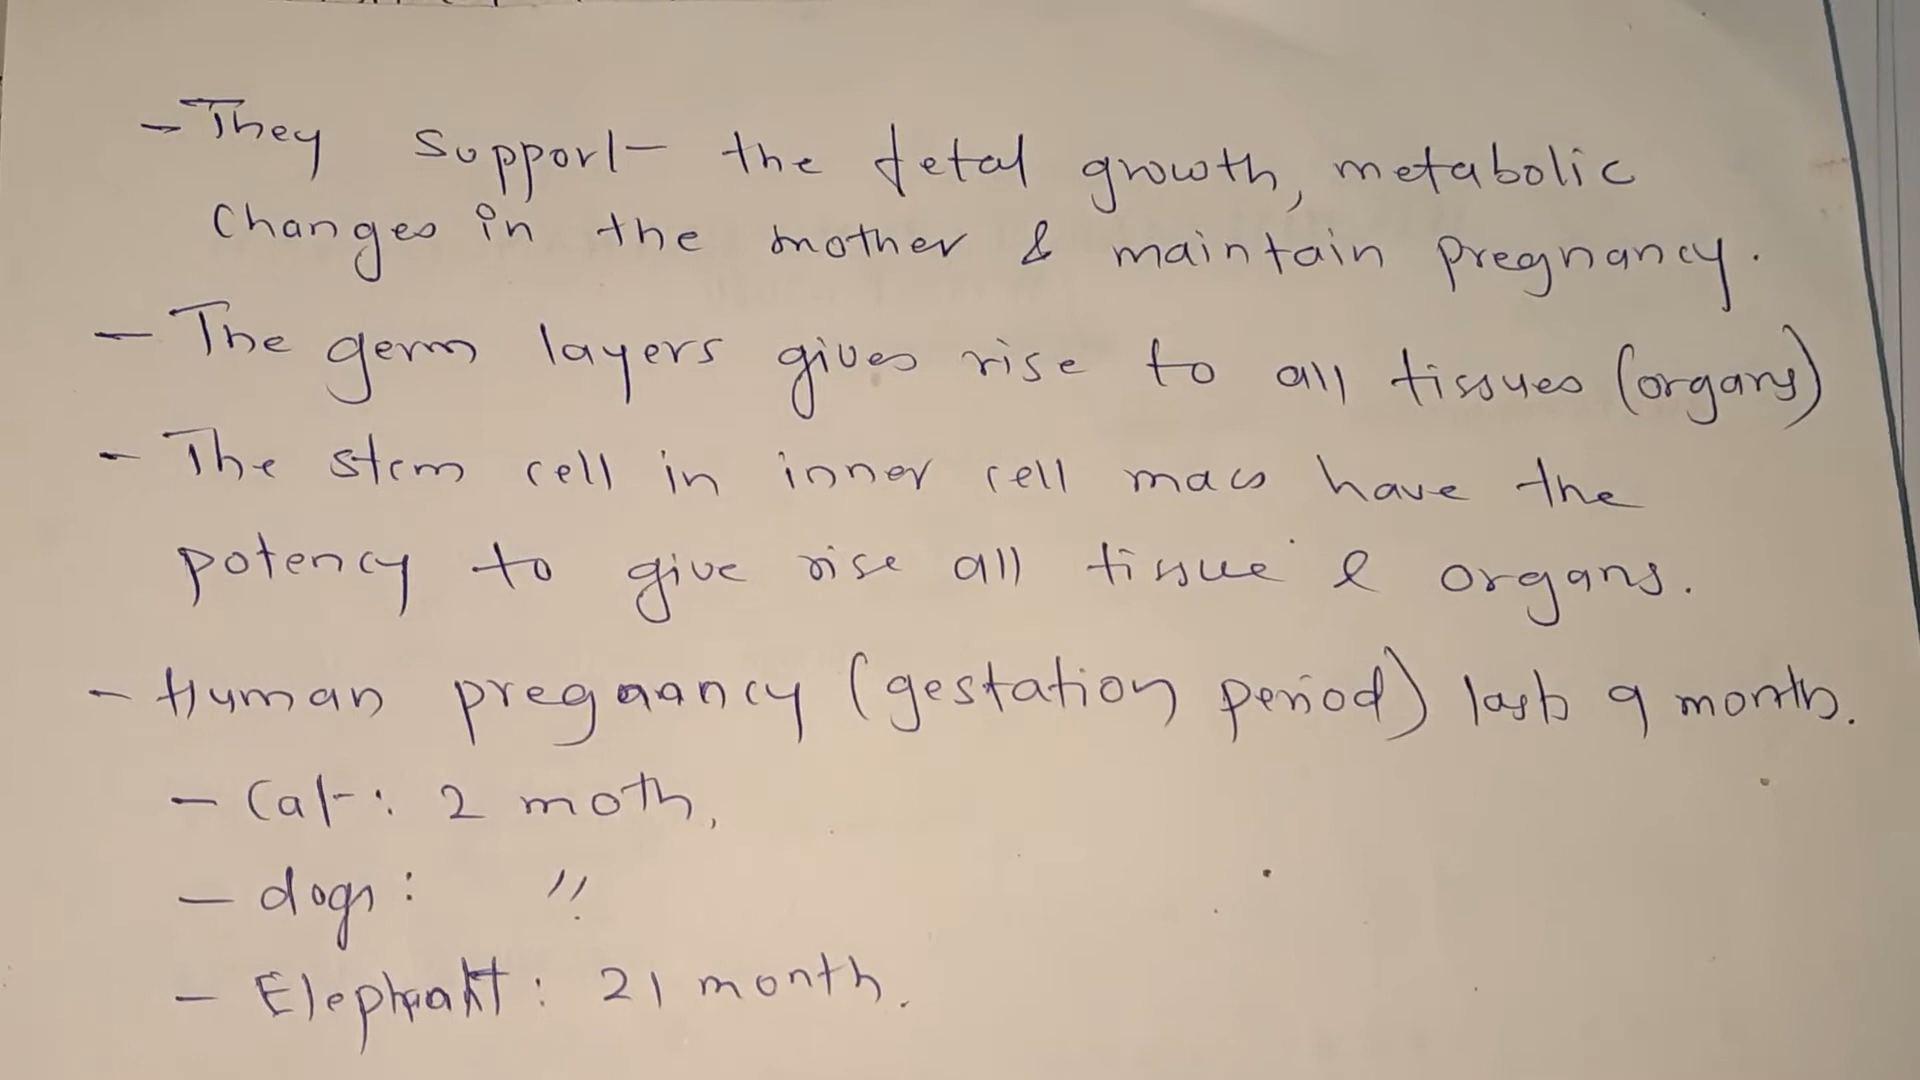 - They support the fetal growth, metabolic
changes in the mother & maintain pregnancy.
- The germ layers gives rise to all tissues (organs)
- The stem cell in inner cell mass have the
potency to give rise all tissue & organs.
- Human pregnancy (gestation period) lasts 9 months.
- Cat: 2 moth,
- dogs: "
- Elephant: 21 month.